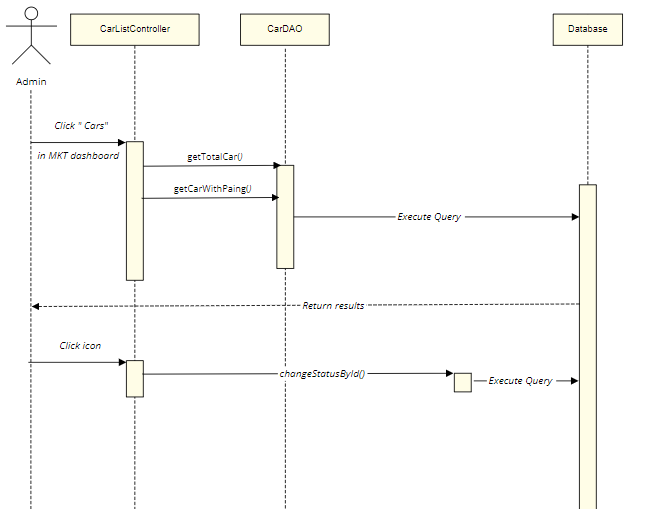 CarListController
CarDAO
Database
Admin
Click " Cars"
in MKT dashboard
getTotalCar()
getCarWithPaing()
Execute Query
Return results
Click icon
changeStatusById()
Execute Query